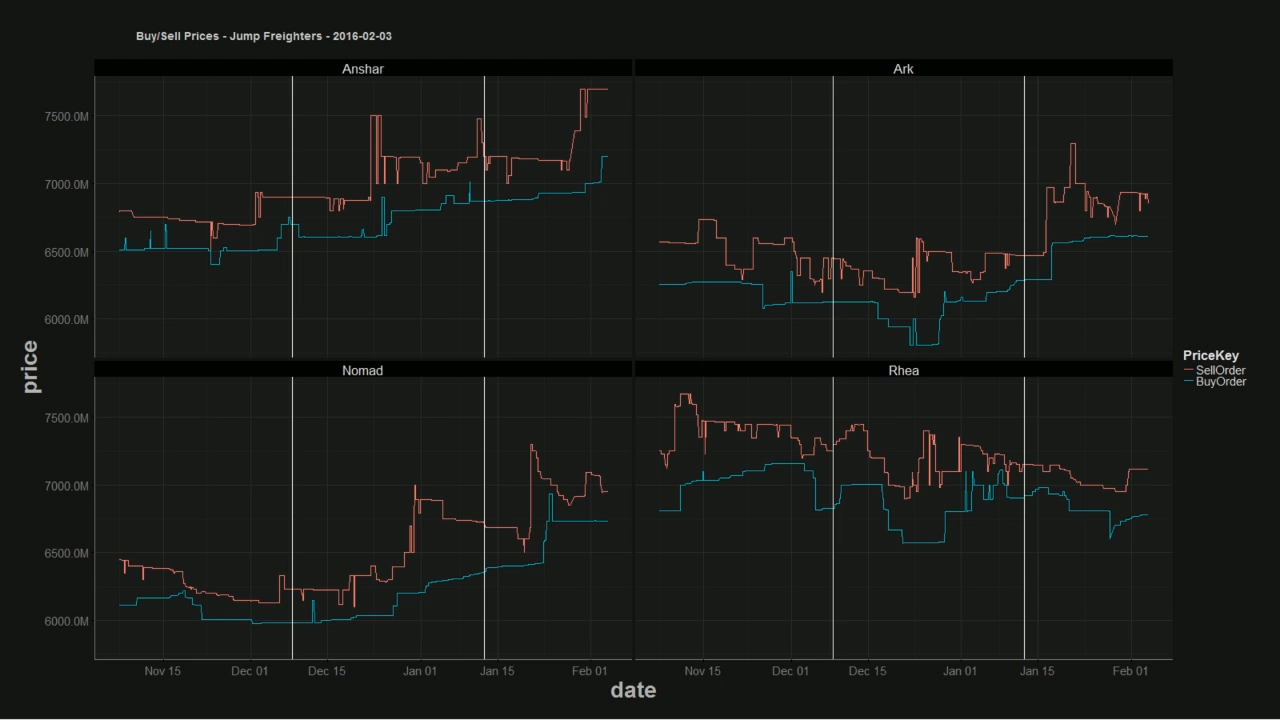 Buy/Sell Prices - Jump Freighters - 2016-02-03
Anshar
Ark
7500.0M
7000.0M
6500.0M
6000.0M
Nomad
Rhea
7500.0M
7000.0M
6500.0M
6000.0M
price
PriceKey
SellOrder
BuyOrder
Nov 15 Dec 01 Dec 15 Jan 01 Jan 15 Feb 01
Nov 15 Dec 01 Dec 15 Jan 01 Jan 15 Feb 01
date